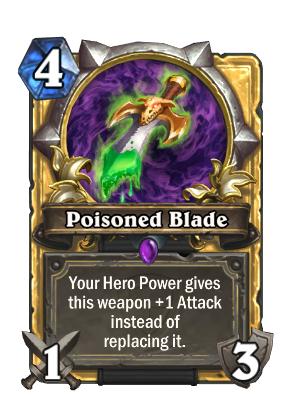 4
Poisoned Blade
Your Hero Power gives
this weapon +1 Attack
instead of
replacing it.
1
3